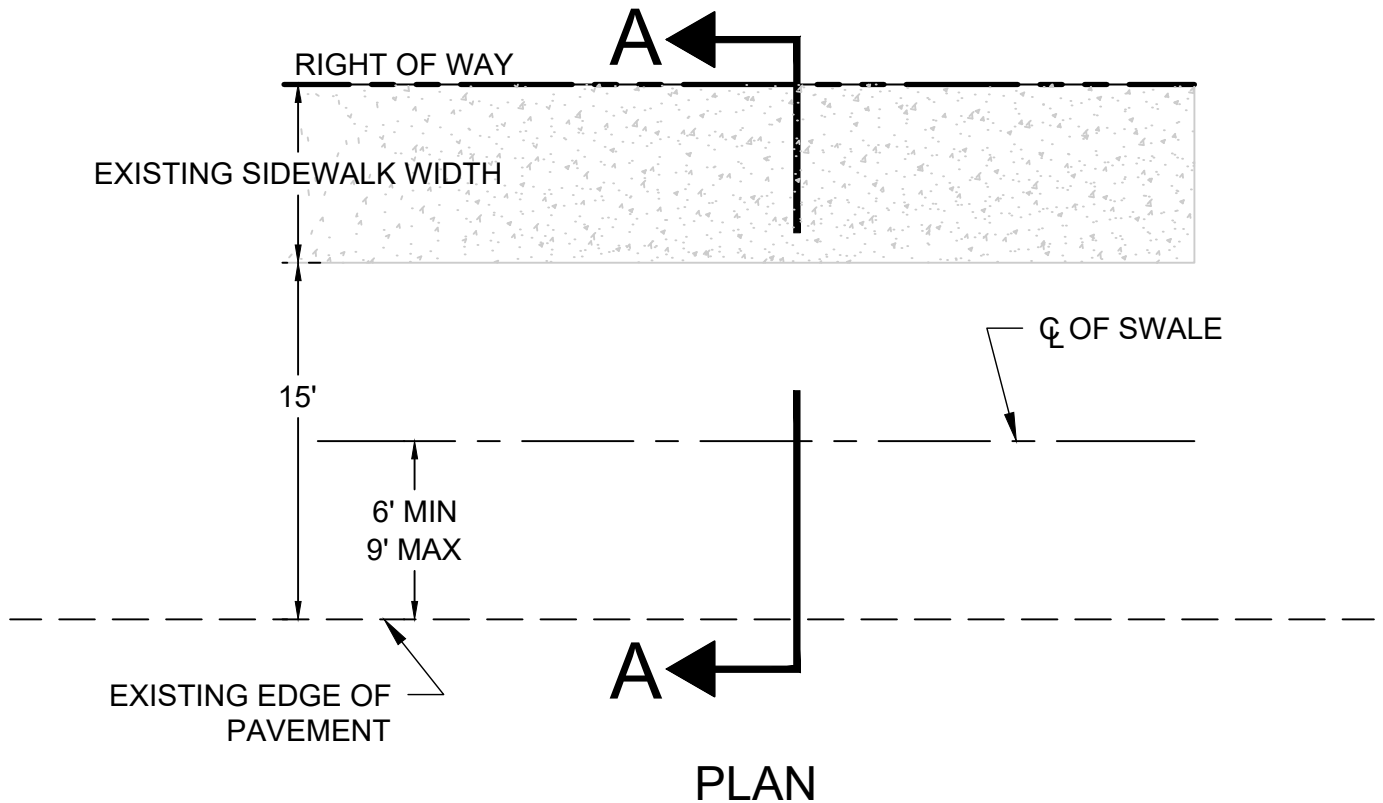 A
RIGHT OF WAY
EXISTING SIDEWALK WIDTH
℄ OF SWALE
15'
6' MIN
9' MAX
A
EXISTING EDGE OF
PAVEMENT
PLAN